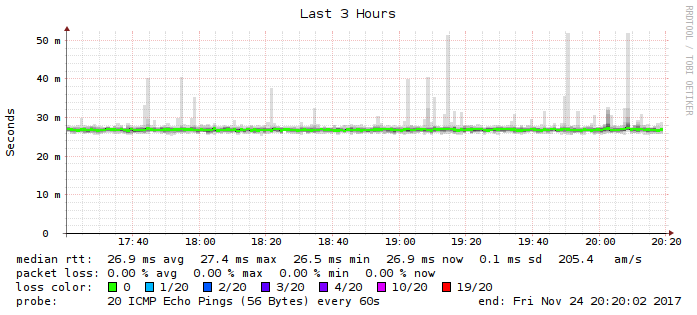 Last 3 Hours
RRDTOOL / TOBI OETIKER
Seconds
50 m
40 m
30 m
20 m
10 m
0
17:40 18:00 18:20 18:40 19:00 19:20 19:40 20:00 20:20
median rtt: 26.9 ms avg 27.4 ms max 26.5 ms min 26.9 ms now 0.1 ms sd 205.4 am/s
packet loss: 0.00 % avg 0.00 % max 0.00 % min 0.00 % now
loss color: 0 1/20 2/20 3/20 4/20 10/20 19/20
probe: 20 ICMP Echo Pings (56 Bytes) every 60s end: Fri Nov 24 20:20:02 2017